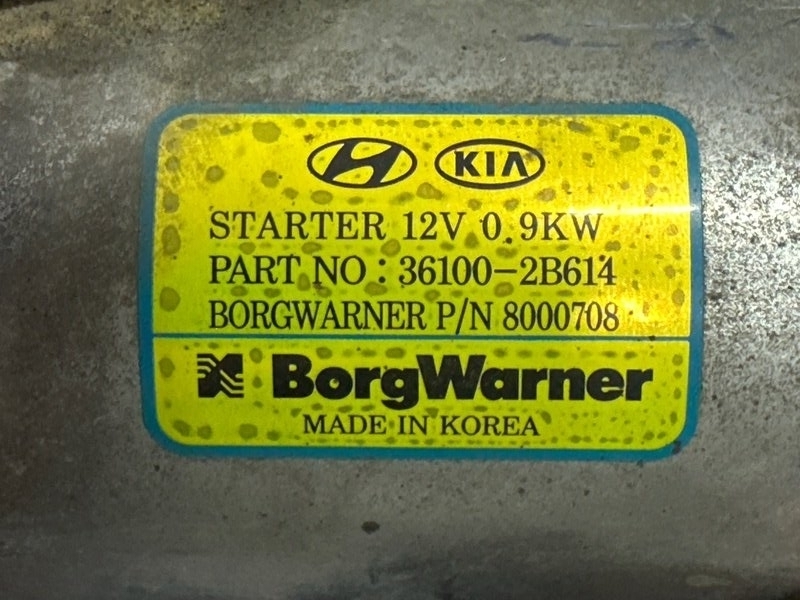 KIA
STARTER 12V 0.9KW
PART NO : 36100-2B614
BORGWARNER P/N 8000708
BorgWarner
MADE IN KOREA